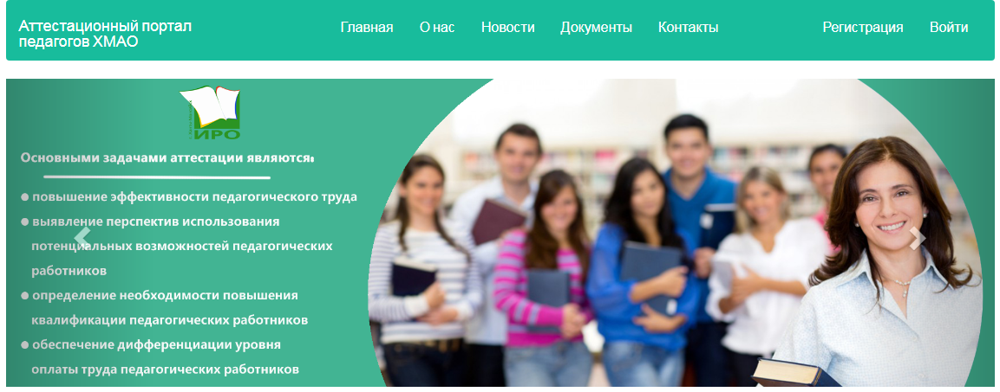 Аттестационный портал
педагогов ХМАО
Главная О нас Новости Документы Контакты Регистрация Войти
ИРО
Основными задачами аттестации являются:
● повышение эффективности педагогического труда
● выявление перспектив использования
потенциальных возможностей педагогических
работников
● определение необходимости повышения
квалификации педагогических работников
● обеспечение дифференциации уровня
оплаты труда педагогических работников